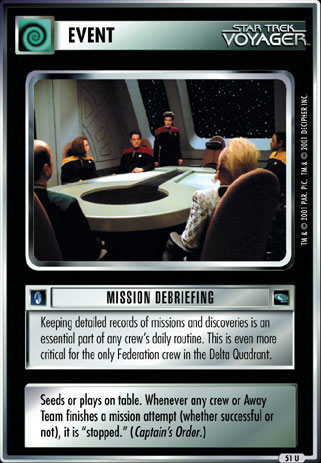 EVENT
STAR TREK
VOYAGER™
TM & © 2001 PAR. PIC. TM & © 2001 DECIPHER INC.
MISSION DEBRIEFING
Keeping detailed records of missions and discoveries is an
essential part of any crew's daily routine. This is even more
critical for the only Federation crew in the Delta Quadrant.
Seeds or plays on table. Whenever any crew or Away
Team finishes a mission attempt (whether successful or
not), it is "stopped." (Captain's Order.)
51 U